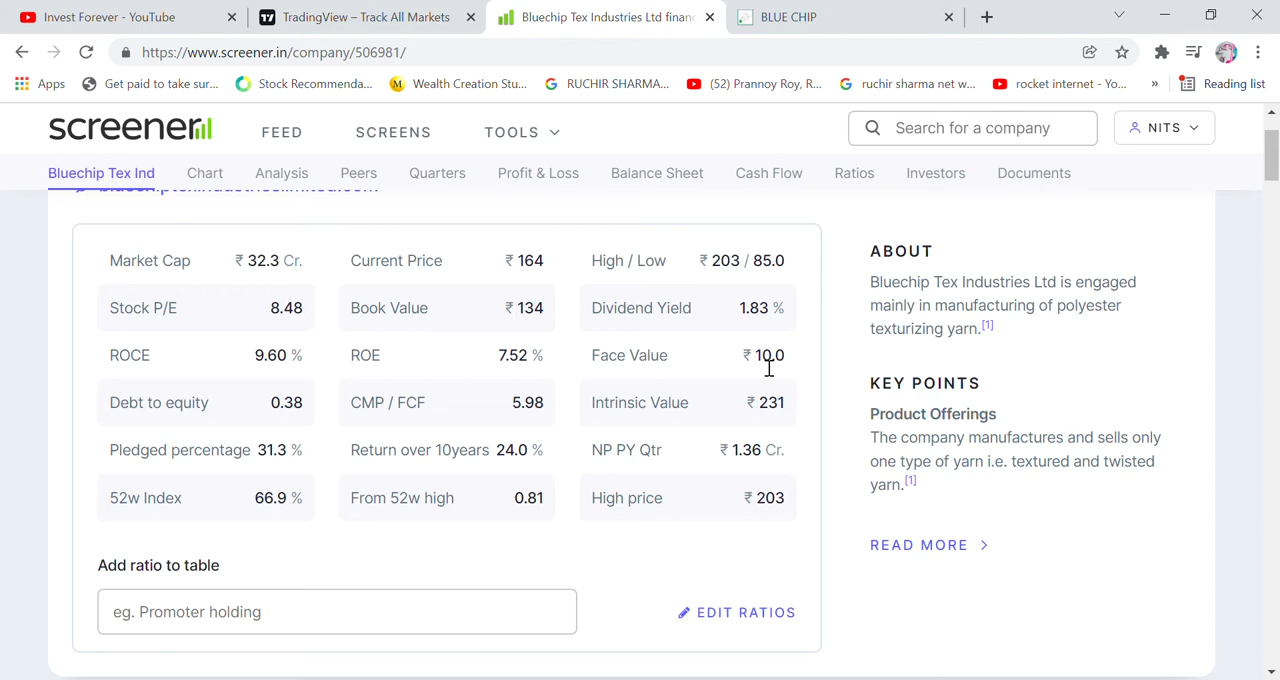 Invest Forever - YouTube
TradingView – Track All Markets
Bluechip Tex Industries Ltd finan
BLUE CHIP
https://www.screener.in/company/506981/
Apps
Get paid to take sur...
Stock Recommenda...
M Wealth Creation Stu...
G RUCHIR SHARMA...
(52) Prannoy Roy, R...
G ruchir sharma net w...
rocket internet - Yo...
»
Reading list
screener
FEED
SCREENS
TOOLS
Search for a company
NITS
Bluechip Tex Ind
Chart
Analysis
Peers
Quarters
Profit & Loss
Balance Sheet
Cash Flow
Ratios
Investors
Documents
bluechiptexindustrieslimited.com
Market Cap ₹ 32.3 Cr.
Current Price ₹ 164
High / Low ₹ 203 / 85.0
Stock P/E 8.48
Book Value ₹ 134
Dividend Yield 1.83 %
ROCE 9.60 %
ROE 7.52 %
Face Value ₹ 10.0
Debt to equity 0.38
CMP / FCF 5.98
Intrinsic Value ₹ 231
Pledged percentage 31.3 %
Return over 10years 24.0 %
NP PY Qtr ₹ 1.36 Cr.
52w Index 66.9 %
From 52w high 0.81
High price ₹ 203
Add ratio to table
eg. Promoter holding
EDIT RATIOS
ABOUT
Bluechip Tex Industries Ltd is engaged
mainly in manufacturing of polyester
texturizing yarn.[1]
KEY POINTS
Product Offerings
The company manufactures and sells only
one type of yarn i.e. textured and twisted
yarn.[1]
READ MORE